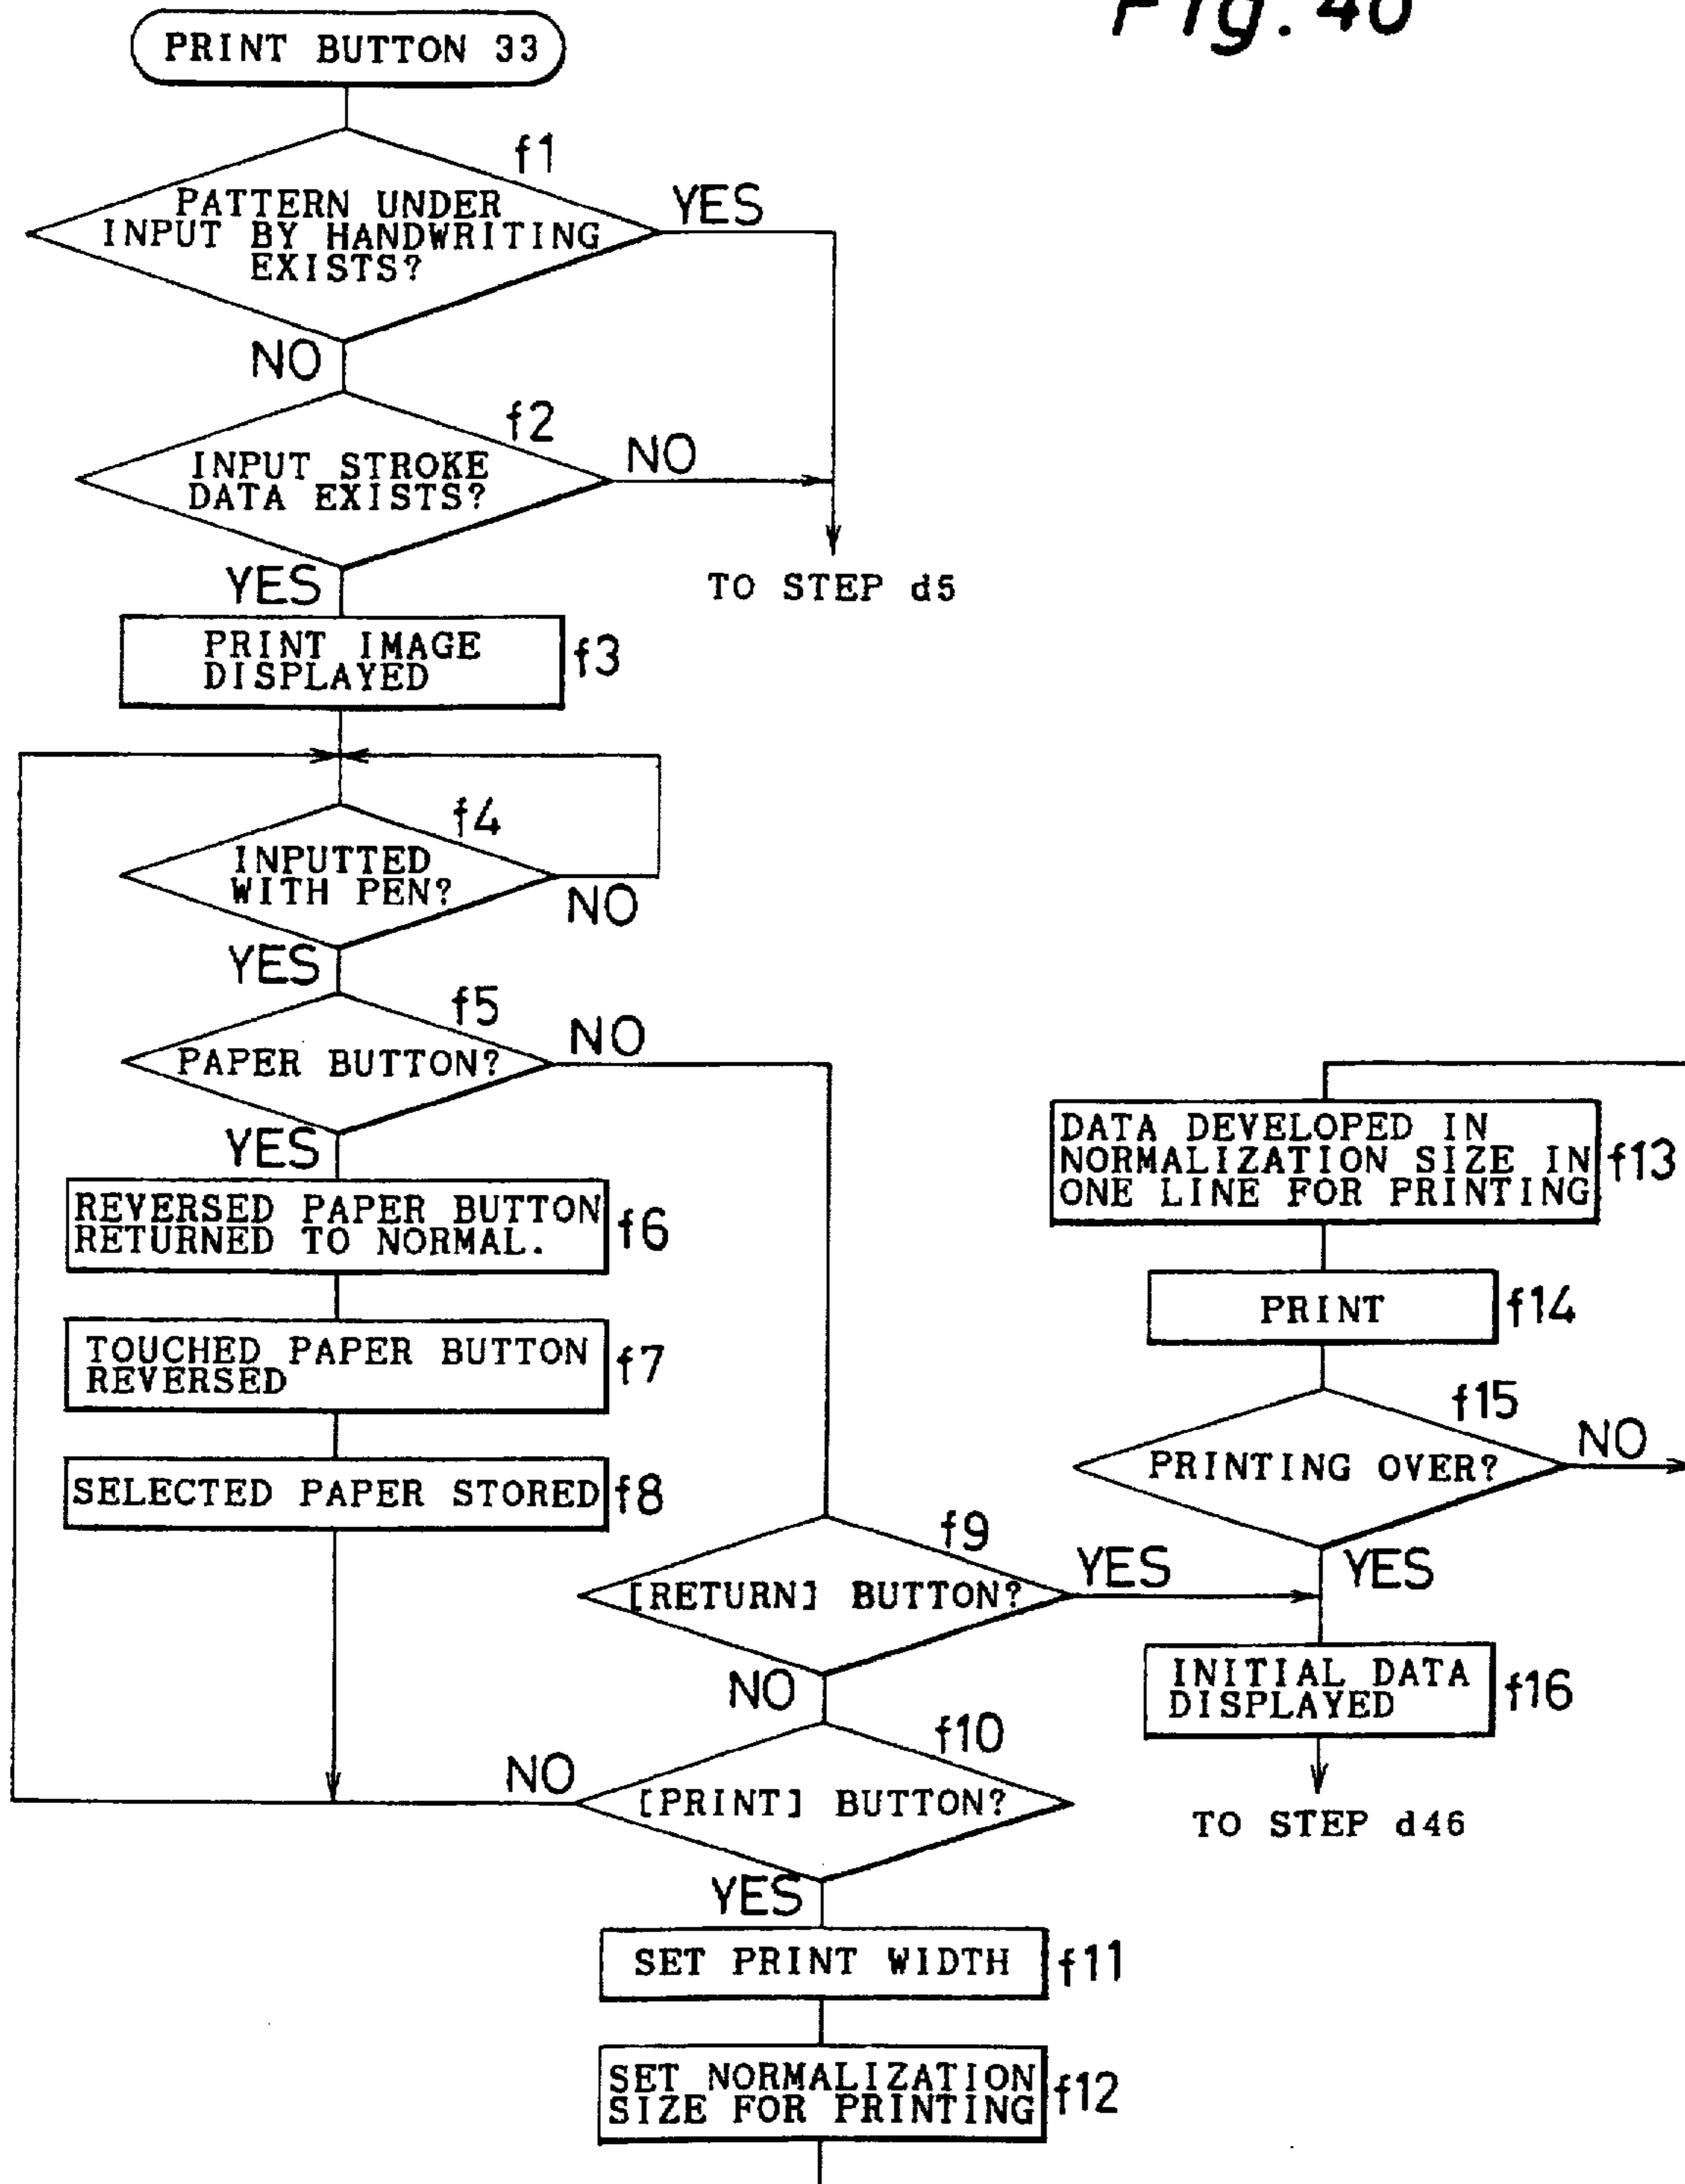 Fig.
PRINT BUTTON 33
f1
PATTERN UNDER
INPUT BY HANDWRITING
EXISTS?
YES
NO
f2
INPUT STROKE
DATA EXISTS?
NO
YES
TO STEP d5
PRINT IMAGE
DISPLAYED
f3
f4
INPUTTED
WITH PEN?
NO
YES
f5
PAPER BUTTON?
NO
YES
REVERSED PAPER BUTTON
RETURNED TO NORMAL.
f6
TOUCHED PAPER BUTTON
REVERSED
f7
SELECTED PAPER STORED
f8
f9
[RETURN] BUTTON?
YES
NO
f10
[PRINT] BUTTON?
NO
YES
SET PRINT WIDTH
f11
SET NORMALIZATION
SIZE FOR PRINTING
f12
DATA DEVELOPED IN
NORMALIZATION SIZE IN
ONE LINE FOR PRINTING
f13
PRINT
f14
f15
PRINTING OVER?
NO
YES
INITIAL DATA
DISPLAYED
f16
TO STEP d46